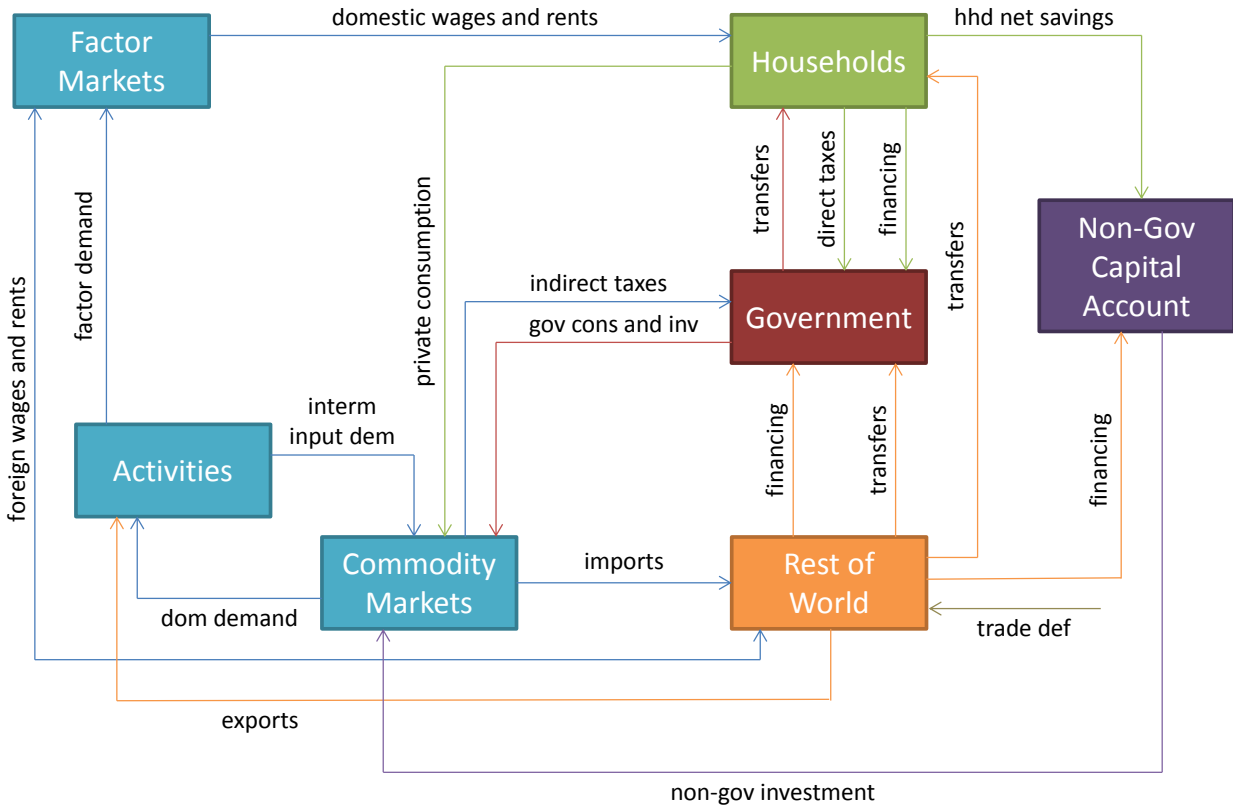 domestic wages and rents
hhd net savings
Factor
Markets
Households
transfers
direct taxes
financing
factor demand
private consumption
transfers
Non-Gov
Capital
Account
foreign wages and rents
indirect taxes
gov cons and inv
Government
interm
input dem
Activities
financing
transfers
financing
Commodity
Markets
imports
Rest of
World
dom demand
trade def
exports
non-gov investment